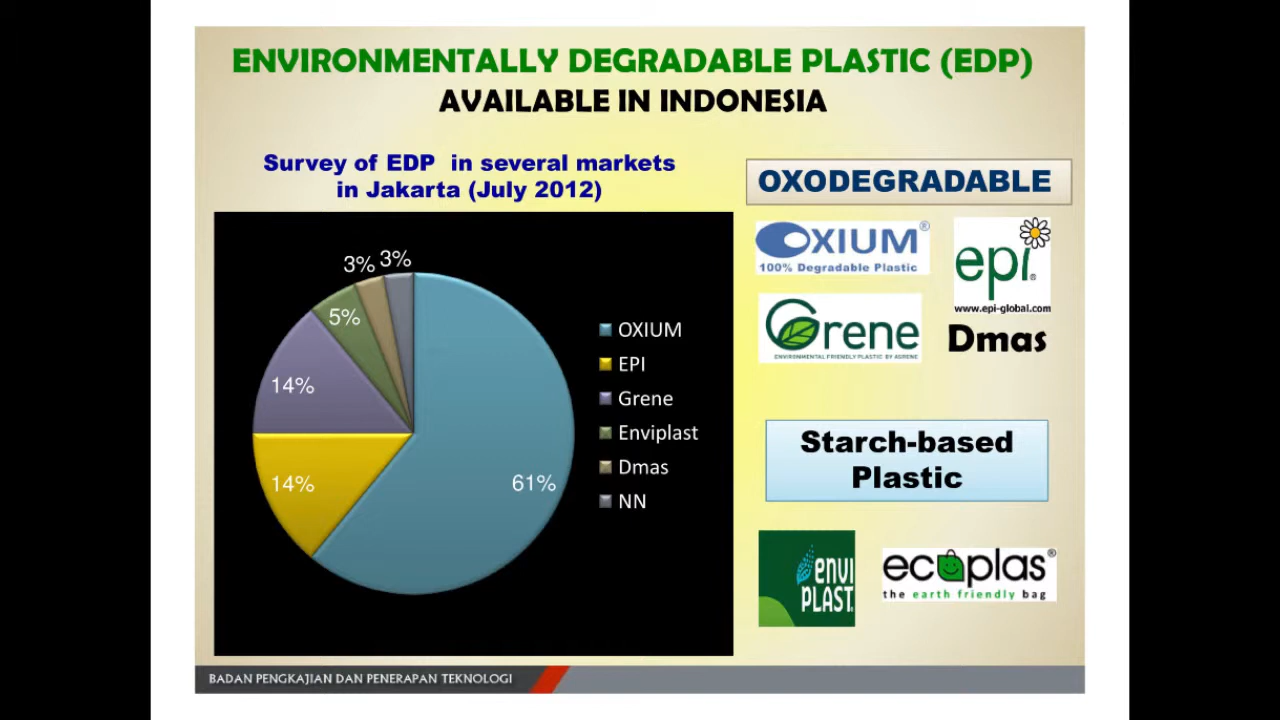 ENVIRONMENTALLY DEGRADABLE PLASTIC (EDP)
AVAILABLE IN INDONESIA
Survey of EDP in several markets
in Jakarta (July 2012)
3%
3%
5%
14%
14%
61%
OXIUM
EPI
Grene
Enviplast
Dmas
NN
OXODEGRADABLE
OXIUM®
100% Degradable Plastic
epi®
www.epi-global.com
Grene
ENVIRONMENTAL FRIENDLY PLASTIC BY AGRENE
Dmas
Starch-based
Plastic
ENVI
PLAST
ecoplas®
the earth friendly bag
BADAN PENGKAJIAN DAN PENERAPAN TEKNOLOGI